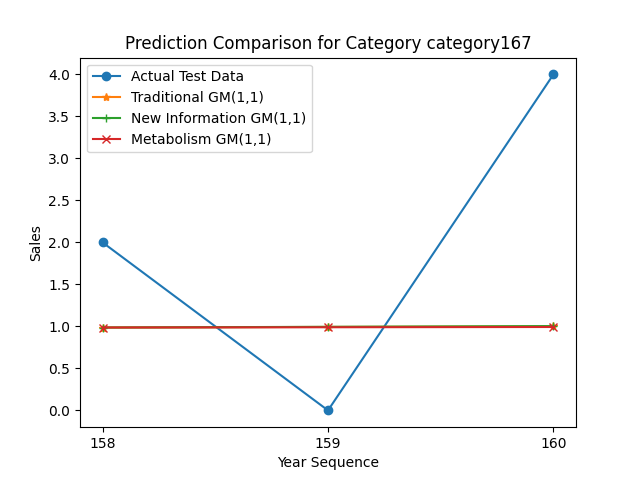 Prediction Comparison for Category category167
Actual Test Data
Traditional GM(1,1)
New Information GM(1,1)
Metabolism GM(1,1)
4.0
3.5
3.0
2.5
2.0
1.5
1.0
0.5
0.0
Sales
158
159
160
Year Sequence